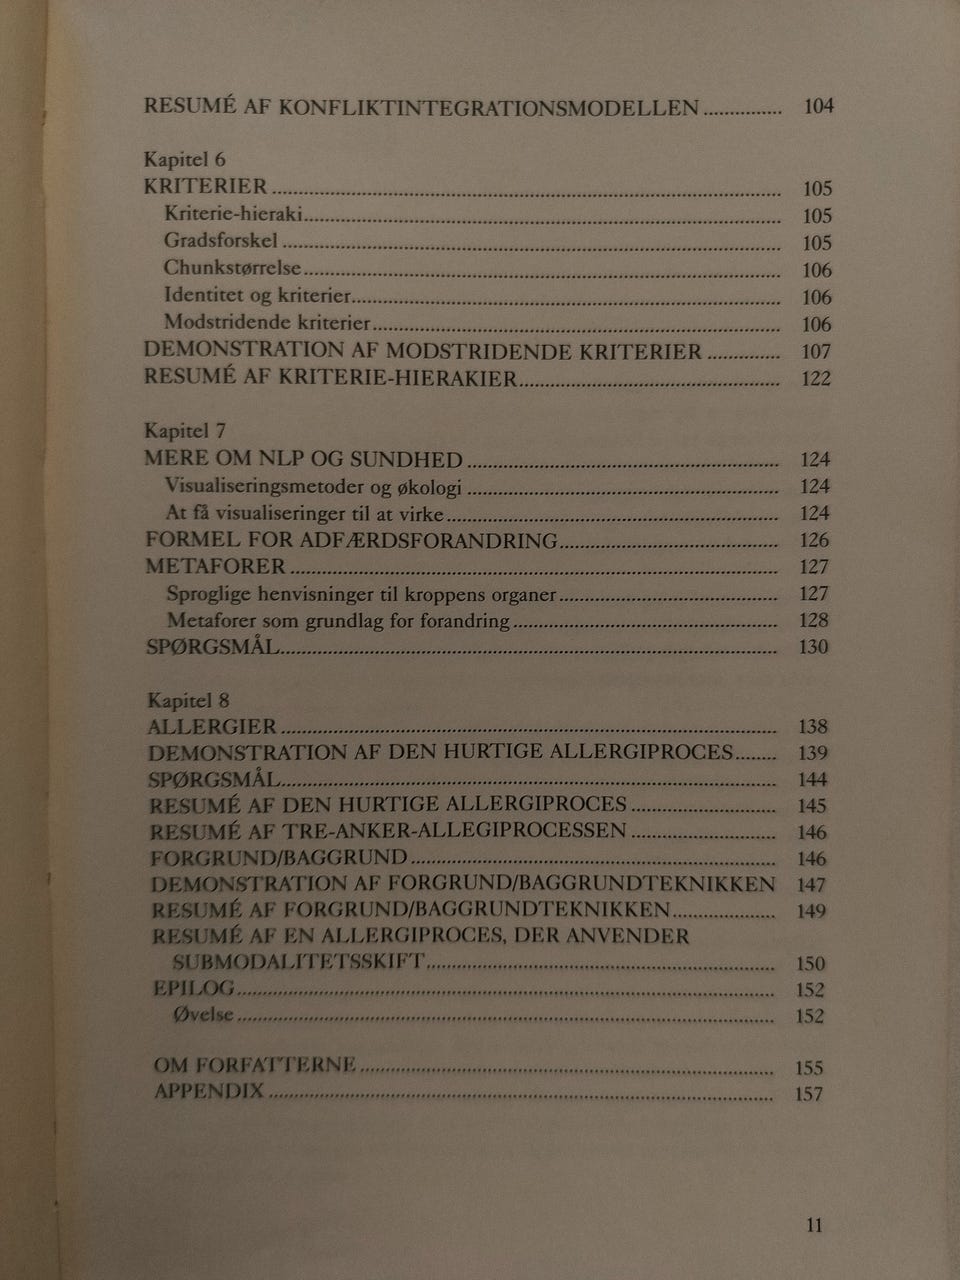 RESUMÉ AF KONFLIKTINTEGRATIONSMODELLEN .............. 104
Kapitel 6
KRITERIER .............. 105
Kriterie-hieraki .............. 105
Gradsforskel .............. 105
Chunkstørrelse .............. 106
Identitet og kriterier .............. 106
Modstridende kriterier .............. 106
DEMONSTRATION AF MODSTRIDENDE KRITERIER .............. 107
RESUMÉ AF KRITERIE-HIERAKIER .............. 122
Kapitel 7
MERE OM NLP OG SUNDHED .............. 124
Visualiseringsmetoder og økologi .............. 124
At få visualiseringer til at virke .............. 124
FORMEL FOR ADFÆRDSFORANDRING .............. 126
METAFORER .............. 127
Sproglige henvisninger til kroppens organer .............. 127
Metaforer som grundlag for forandring .............. 128
SPØRGSMÅL .............. 130
Kapitel 8
ALLERGIER .............. 138
DEMONSTRATION AF DEN HURTIGE ALLERGIPROCES ........ 139
SPØRGSMÅL .............. 144
RESUMÉ AF DEN HURTIGE ALLERGIPROCES .............. 145
RESUMÉ AF TRE-ANKER-ALLEGIPROCESSEN .............. 146
FORGRUND/BAGGRUND .............. 146
DEMONSTRATION AF FORGRUND/BAGGRUNDTEKNIKKEN 147
RESUMÉ AF FORGRUND/BAGGRUNDTEKNIKKEN .............. 149
RESUMÉ AF EN ALLERGIPROCES, DER ANVENDER
SUBMODALITETSSKIFT .............. 150
EPILOG .............. 152
Øvelse .............. 152
OM FORFATTERNE .............. 155
APPENDIX .............. 157
11